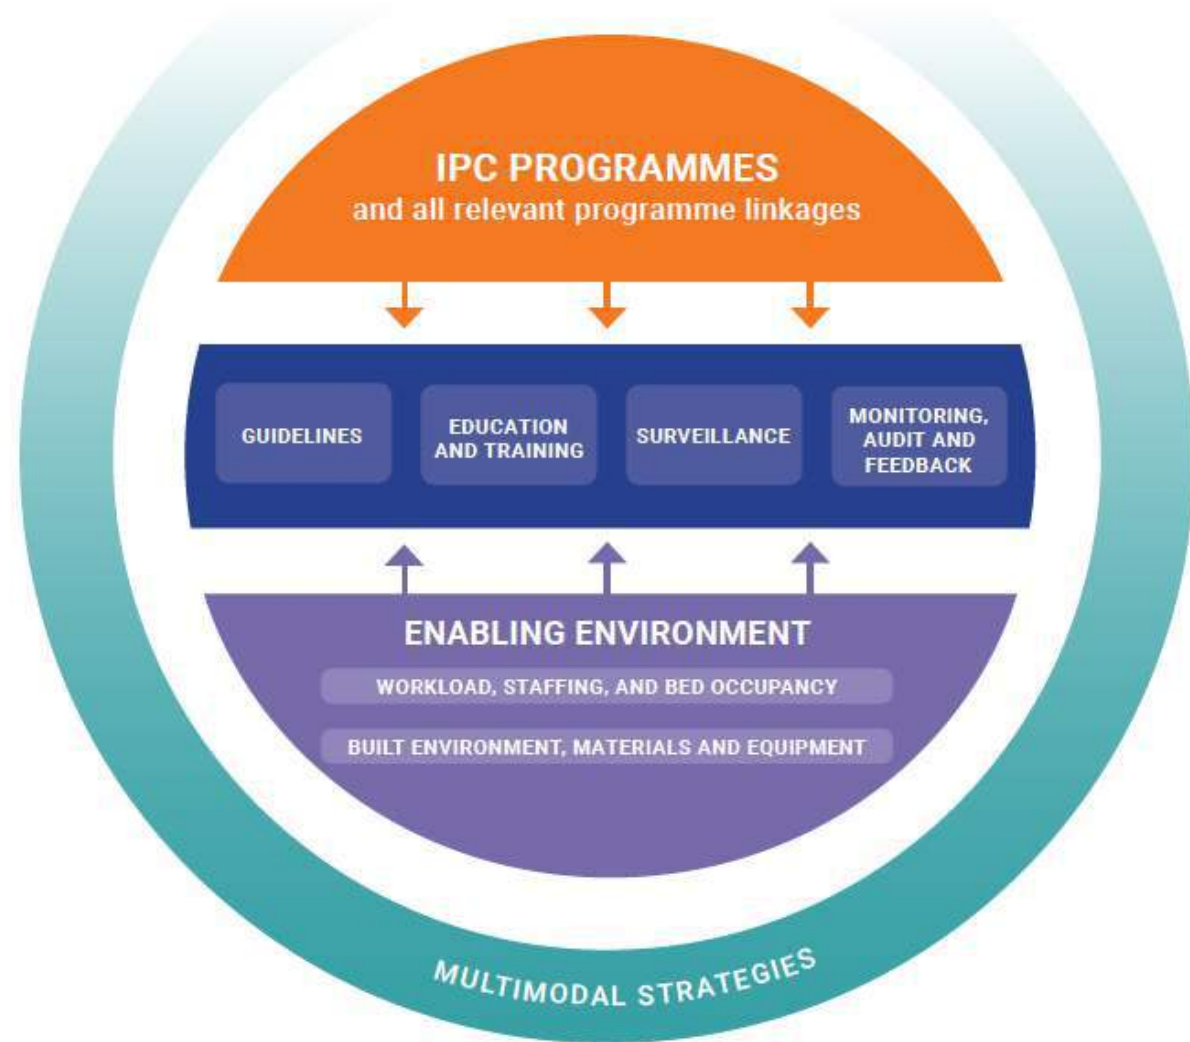 IPC PROGRAMMES
and all relevant programme linkages
GUIDELINES
EDUCATION
AND TRAINING
SURVEILLANCE
MONITORING,
AUDIT AND
FEEDBACK
ENABLING ENVIRONMENT
WORKLOAD, STAFFING, AND BED OCCUPANCY
BUILT ENVIRONMENT, MATERIALS AND EQUIPMENT
MULTIMODAL STRATEGIES